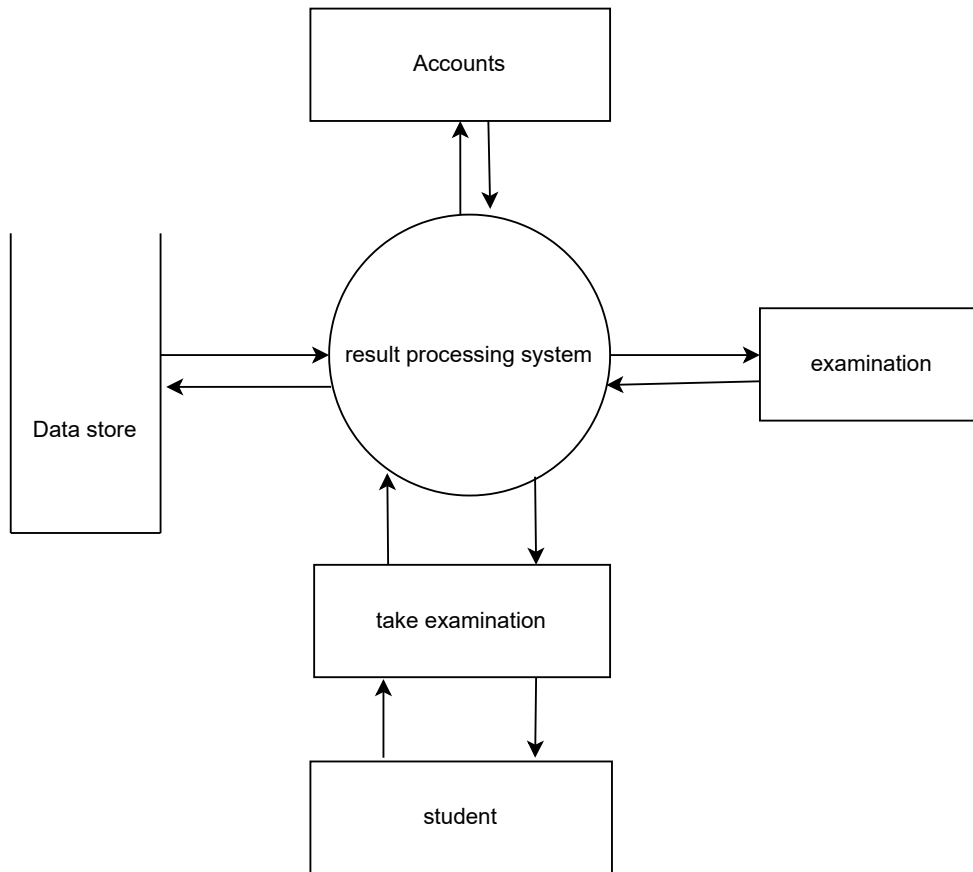 Accounts
result processing system
examination
Data store
take examination
student